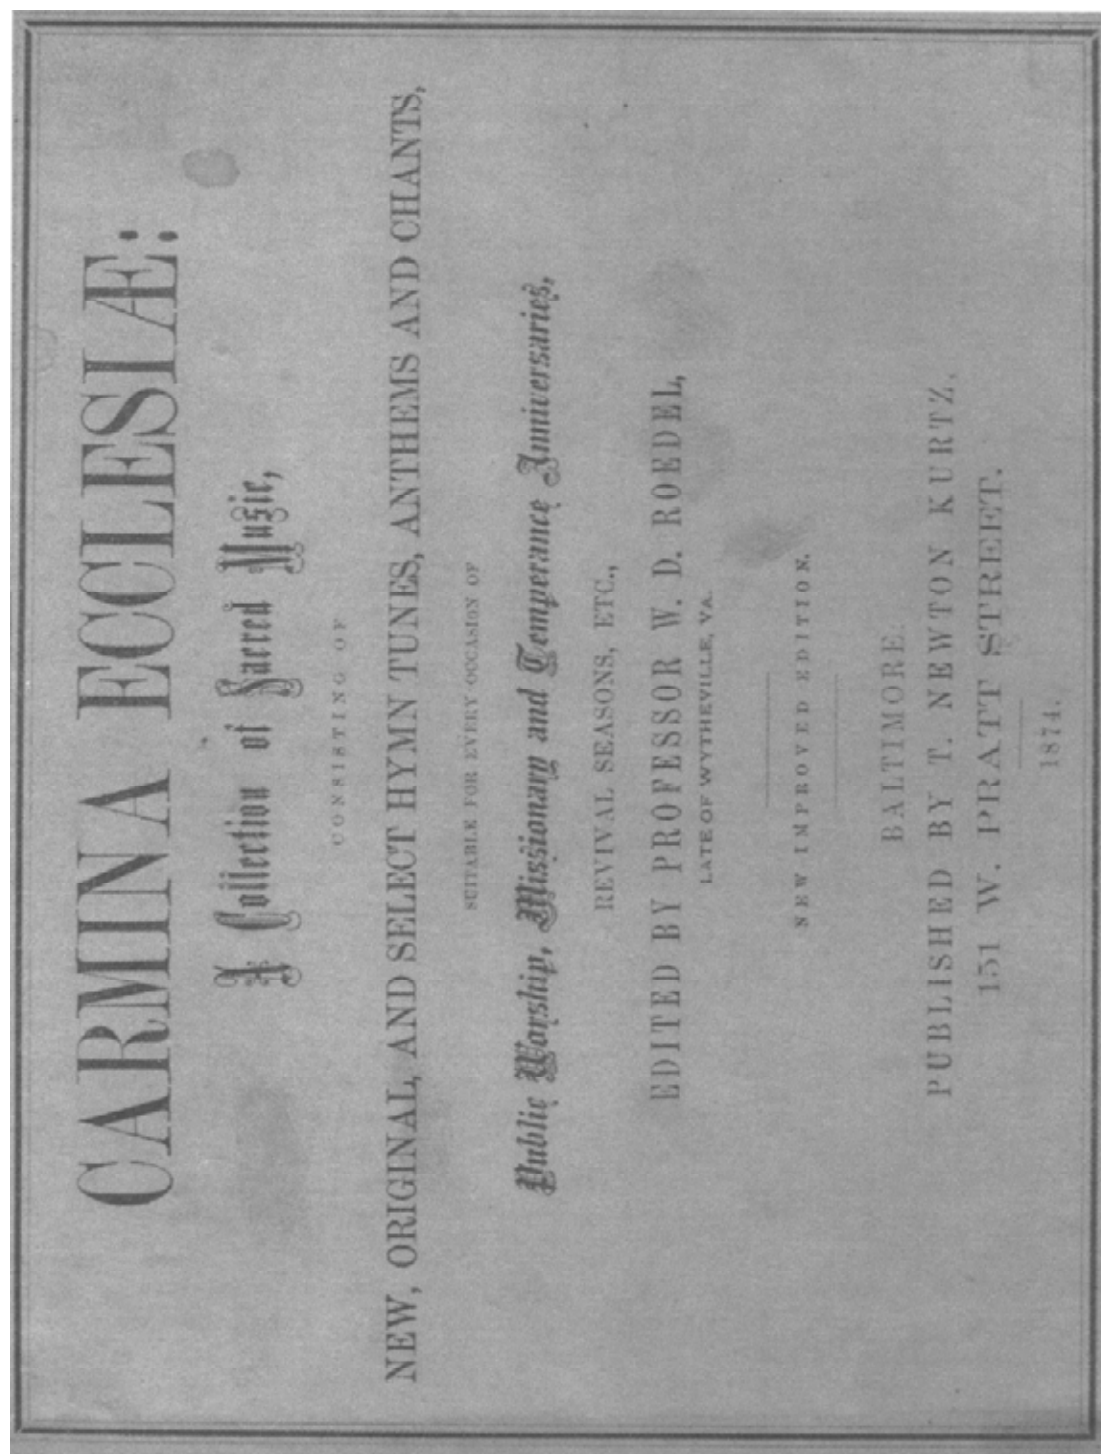 CARMINA ECCLESIÆ:
A Collection of Sacred Music,
CONSISTING OF
NEW, ORIGINAL, AND SELECT HYMN TUNES, ANTHEMS AND CHANTS,
SUITABLE FOR EVERY OCCASION OF
Public Worship, Missionary and Temperance Anniversaries,
REVIVAL SEASONS, ETC.,
EDITED BY PROFESSOR W. D. ROEDEL,
LATE OF WYTHEVILLE, VA.
NEW IMPROVED EDITION.
BALTIMORE:
PUBLISHED BY T. NEWTON KURTZ,
151 W. PRATT STREET.
1874.